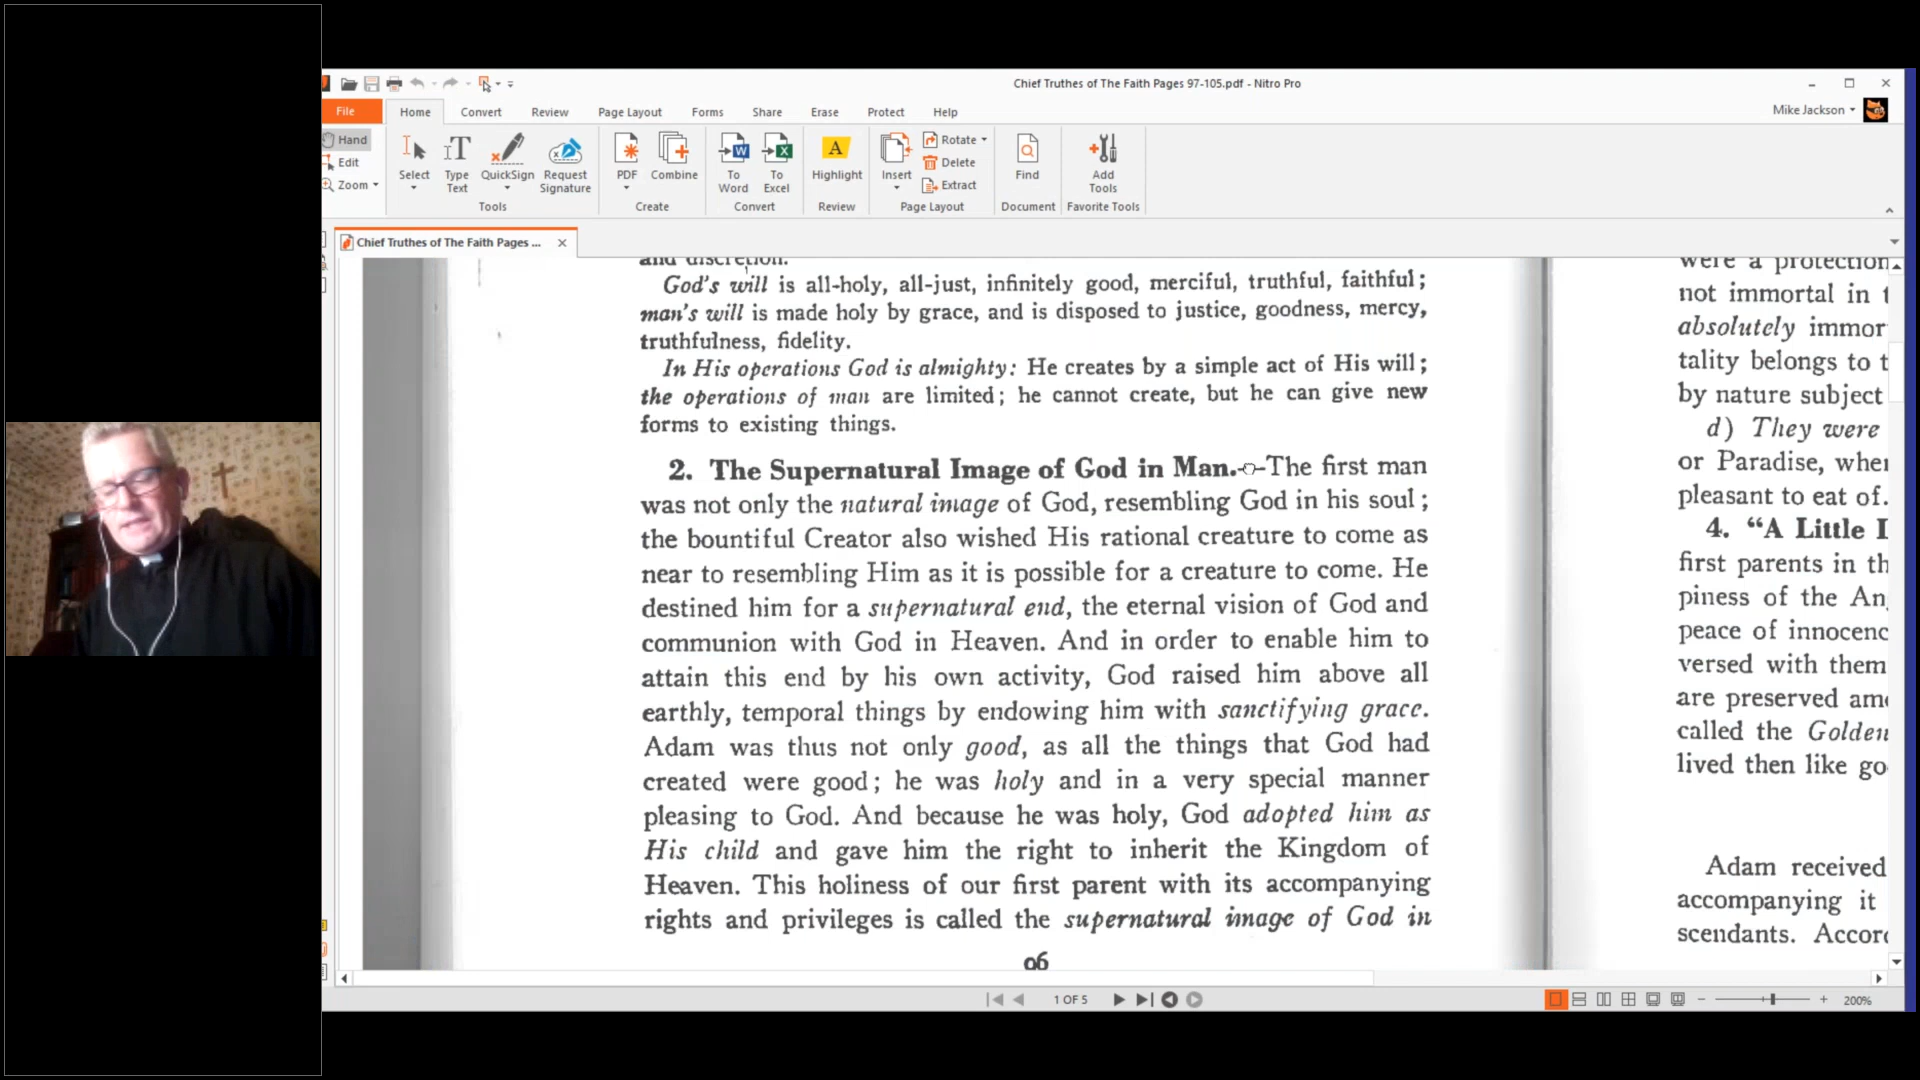 Chief Truthes of The Faith Pages 97-105.pdf - Nitro Pro
File Home Convert Review Page Layout Forms Share Erase Protect Help
Mike Jackson
Hand
Edit
Zoom
Select
Type Text
QuickSign
Request Signature
Tools
PDF
Combine
Create
To Word
To Excel
Convert
Highlight
Review
Insert
Rotate
Delete
Extract
Page Layout
Find
Document
Add Tools
Favorite Tools
Chief Truthes of The Faith Pages ...
and discretion.
God's will is all-holy, all-just, infinitely good, merciful, truthful, faithful;
man's will is made holy by grace, and is disposed to justice, goodness, mercy,
truthfulness, fidelity.
In His operations God is almighty: He creates by a simple act of His will;
the operations of man are limited; he cannot create, but he can give new
forms to existing things.
2. The Supernatural Image of God in Man.—The first man
was not only the natural image of God, resembling God in his soul;
the bountiful Creator also wished His rational creature to come as
near to resembling Him as it is possible for a creature to come. He
destined him for a supernatural end, the eternal vision of God and
communion with God in Heaven. And in order to enable him to
attain this end by his own activity, God raised him above all
earthly, temporal things by endowing him with sanctifying grace.
Adam was thus not only good, as all the things that God had
created were good; he was holy and in a very special manner
pleasing to God. And because he was holy, God adopted him as
His child and gave him the right to inherit the Kingdom of
Heaven. This holiness of our first parent with its accompanying
rights and privileges is called the supernatural image of God in
96
were a protection
not immortal in t
absolutely immor
tality belongs to t
by nature subject
d) They were
or Paradise, wher
pleasant to eat of.
4. "A Little L
first parents in th
piness of the An
peace of innocenc
versed with them
are preserved amo
called the Golden
lived then like go
Adam received
accompanying it
scendants. Accor
1 OF 5
200%